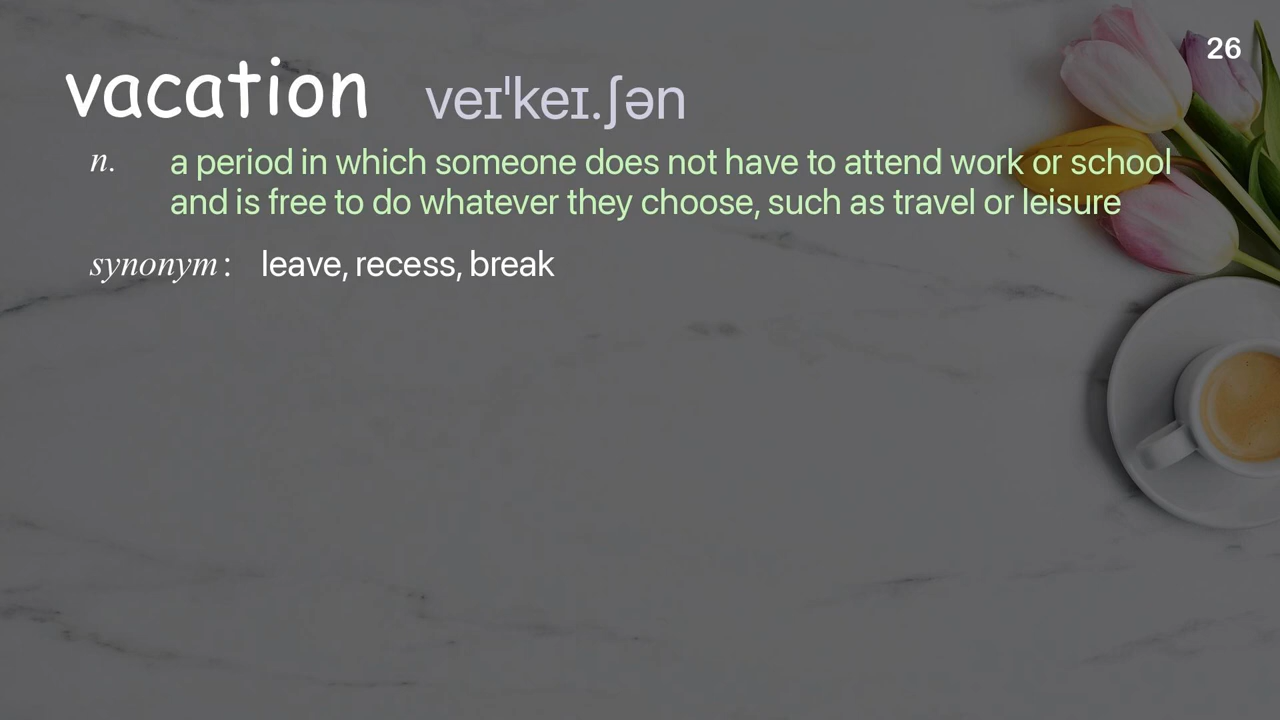 26
vacation veɪˈkeɪ.ʃən
n. a period in which someone does not have to attend work or school
and is free to do whatever they choose, such as travel or leisure
synonym: leave, recess, break